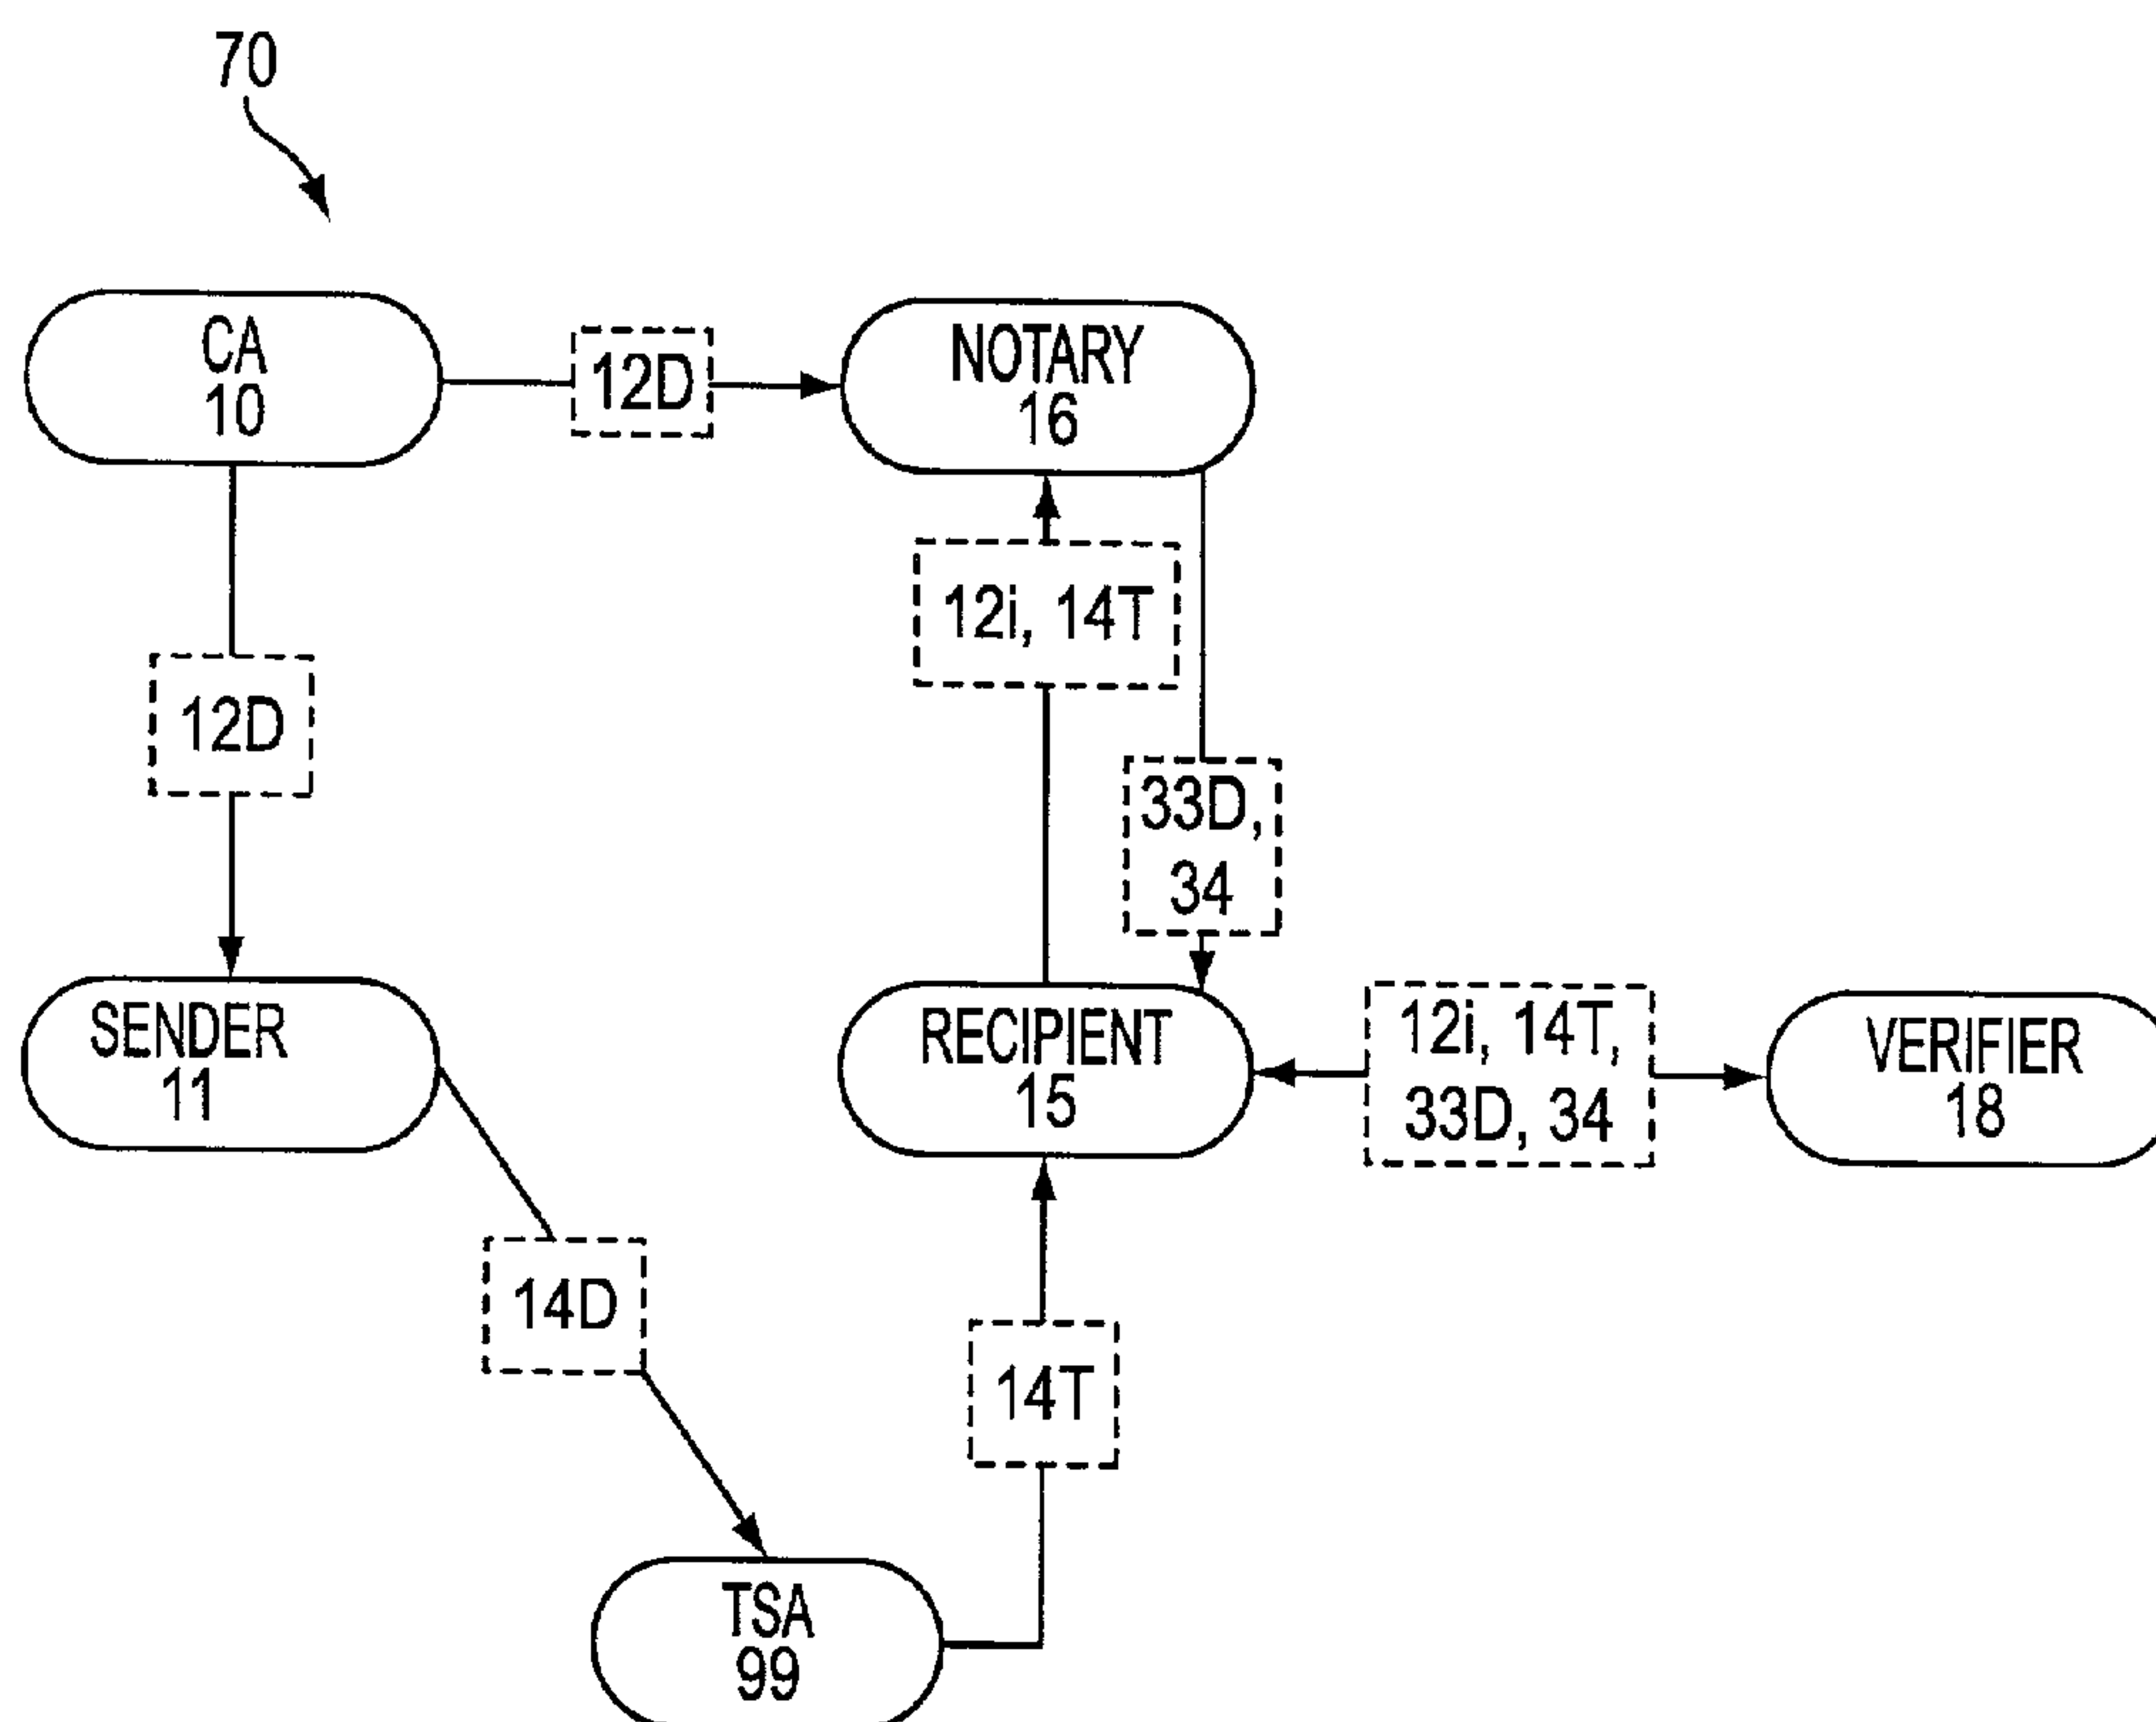 70
CA
10
12D
NOTARY
16
12i, 14T
12D
33D,
34
SENDER
11
RECIPIENT
15
12i, 14T,
33D, 34
VERIFIER
18
14D
14T
TSA
99